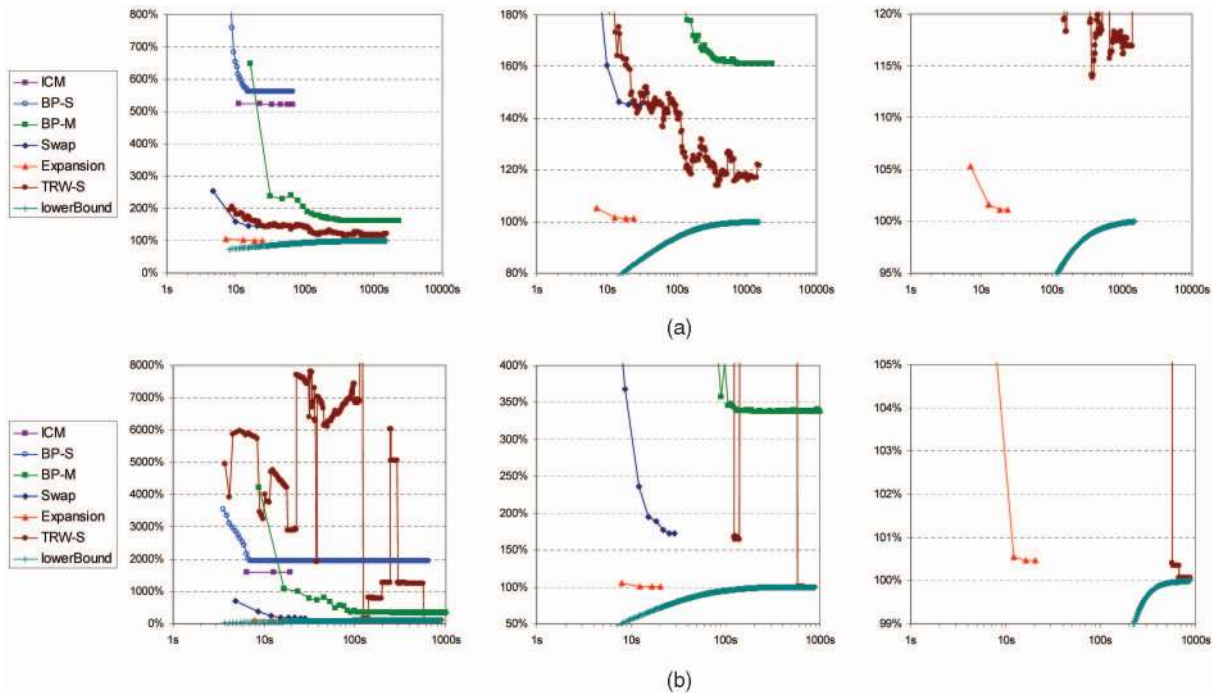 800%
700%
600%
500%
400%
300%
200%
100%
0%
1s 10s 100s 1000s 10000s
ICM
BP-S
BP-M
Swap
Expansion
TRW-S
lowerBound
180%
160%
140%
120%
100%
80%
1s 10s 100s 1000s 10000s
120%
115%
110%
105%
100%
95%
1s 10s 100s 1000s 10000s
(a)
8000%
7000%
6000%
5000%
4000%
3000%
2000%
1000%
0%
1s 10s 100s 1000s
ICM
BP-S
BP-M
Swap
Expansion
TRW-S
lowerBound
400%
350%
300%
250%
200%
150%
100%
50%
1s 10s 100s 1000s
105%
104%
103%
102%
101%
100%
99%
1s 10s 100s 1000s
(b)